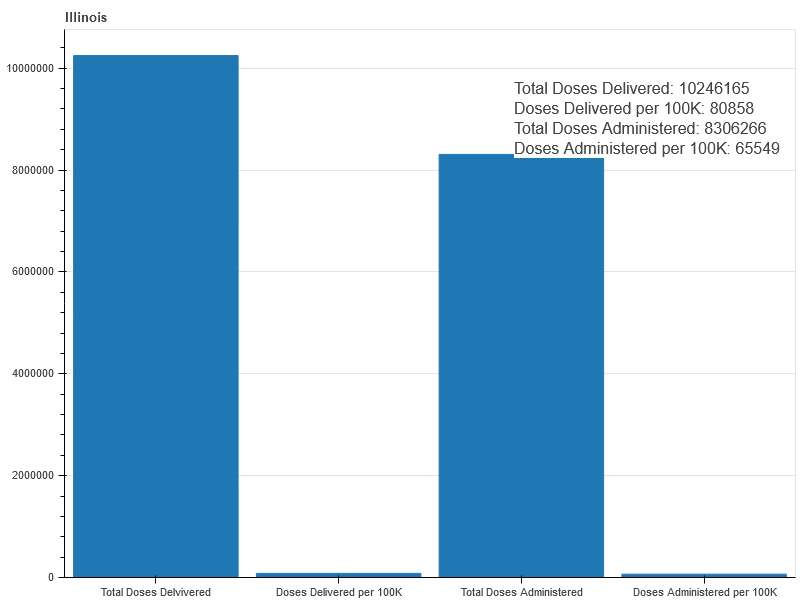 Illinois
10000000
8000000
6000000
4000000
2000000
0
Total Doses Delivered: 10246165
Doses Delivered per 100K: 80858
Total Doses Administered: 8306266
Doses Administered per 100K: 65549
Total Doses Delvivered
Doses Delivered per 100K
Total Doses Administered
Doses Administered per 100K